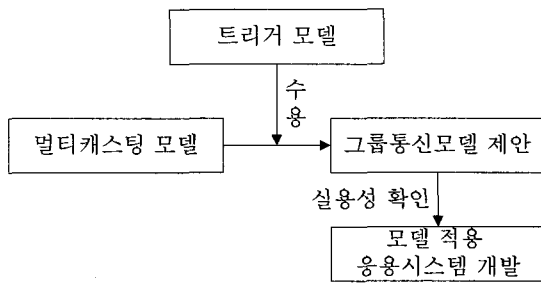 트리거 모델
수
용
멀티캐스팅 모델
그룹통신모델 제안
실용성 확인
모델 적용
응용시스템 개발